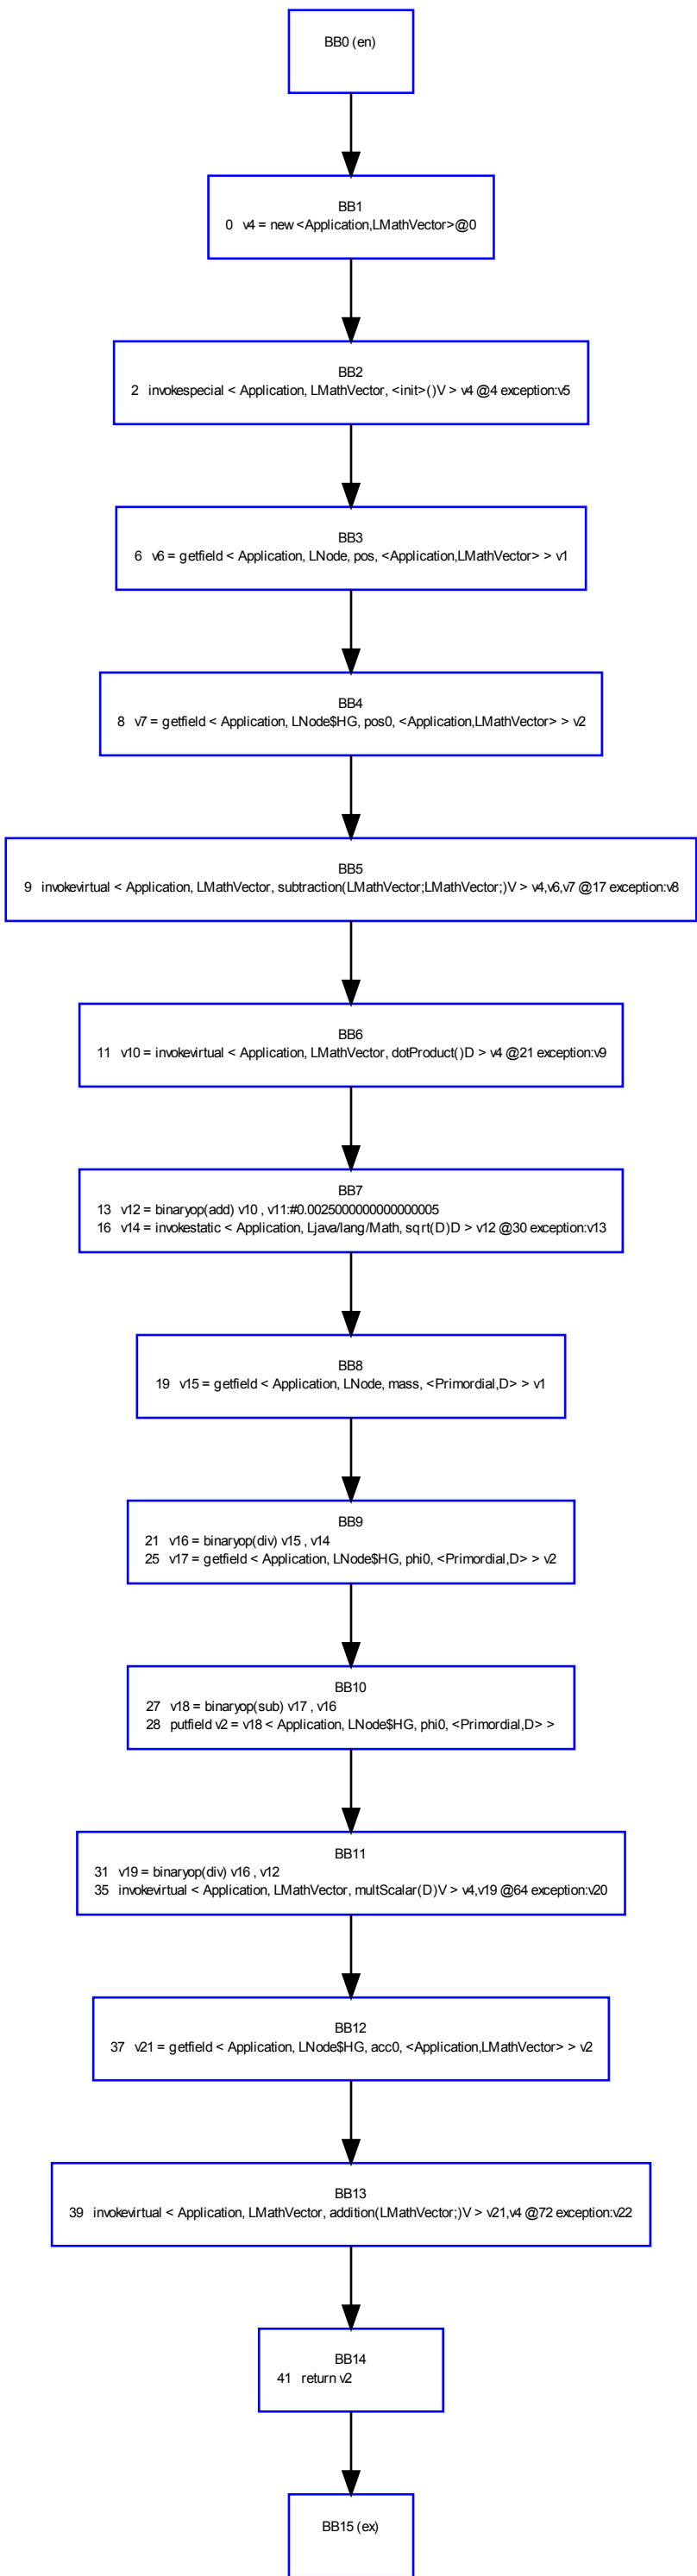 BB0 (en)
BB1
0 v4 = new <Application,LMathVector>@0
BB2
2 invokespecial < Application, LMathVector, <init>()V > v4 @4 exception:v5
BB3
6 v6 = getfield < Application, LNode, pos, <Application,LMathVector> > v1
BB4
8 v7 = getfield < Application, LNode$HG, pos0, <Application,LMathVector> > v2
BB5
9 invokevirtual < Application, LMathVector, subtraction(LMathVector;LMathVector;)V > v4,v6,v7 @17 exception:v8
BB6
11 v10 = invokevirtual < Application, LMathVector, dotProduct()D > v4 @21 exception:v9
BB7
13 v12 = binaryop(add) v10 , v11:#0.0025000000000000005
16 v14 = invokestatic < Application, Ljava/lang/Math, sqrt(D)D > v12 @30 exception:v13
BB8
19 v15 = getfield < Application, LNode, mass, <Primordial,D> > v1
BB9
21 v16 = binaryop(div) v15 , v14
25 v17 = getfield < Application, LNode$HG, phi0, <Primordial,D> > v2
BB10
27 v18 = binaryop(sub) v17 , v16
28 putfield v2 = v18 < Application, LNode$HG, phi0, <Primordial,D> >
BB11
31 v19 = binaryop(div) v16 , v12
35 invokevirtual < Application, LMathVector, multScalar(D)V > v4,v19 @64 exception:v20
BB12
37 v21 = getfield < Application, LNode$HG, acc0, <Application,LMathVector> > v2
BB13
39 invokevirtual < Application, LMathVector, addition(LMathVector;)V > v21,v4 @72 exception:v22
BB14
41 return v2
BB15 (ex)